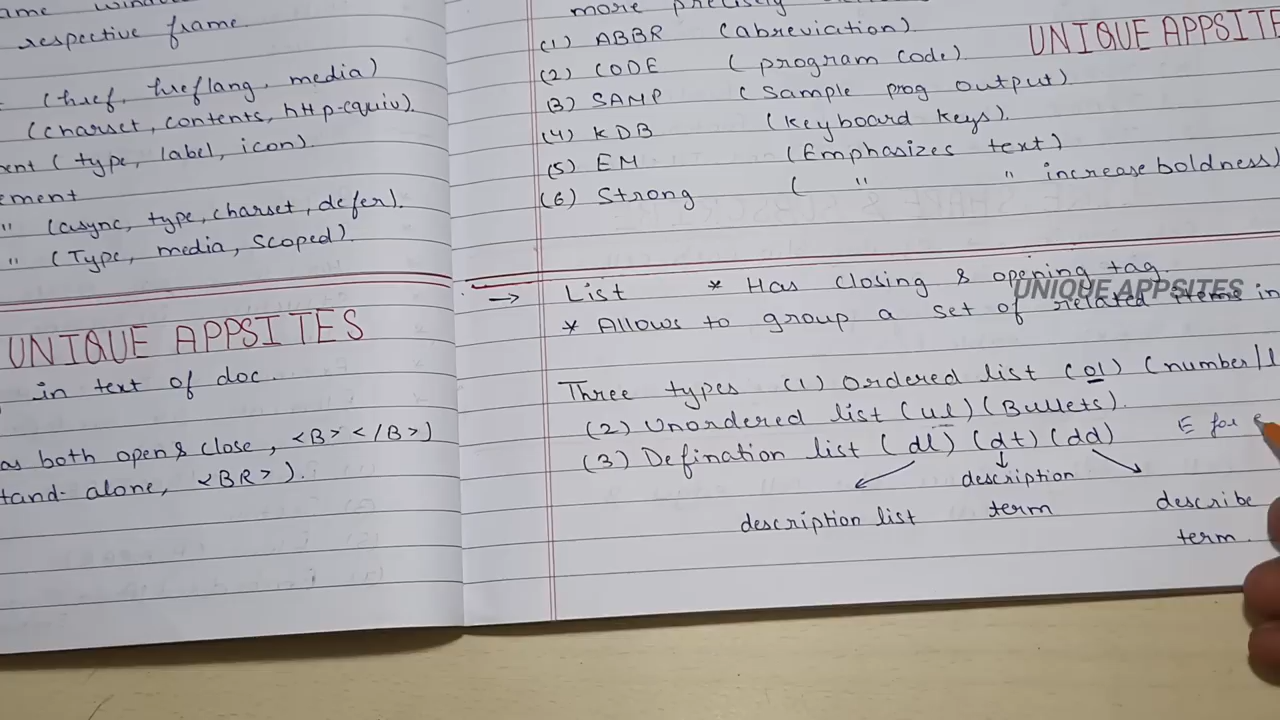 respective frame
(href, hreflang, media)
(charset, contents, http-equiv).
(type, label, icon).
ement
" (async, type, charset, defer).
" (Type, media, Scoped).
UNIQUE APPSITES
in text of doc.
as both open & close, <B> </B>)
tand-alone, <BR>).
more precisely
(1) ABBR (abreviication).
(2) CODE (program code).
(3) SAMP (Sample prog output)
(4) KDB (Keyboard keys).
(5) EM (Emphasizes text)
(6) Strong ( " " increase boldness)
UNIQUE APPSITE
→ List * Has closing & opening tag.
UNIQUE APPSITES
* Allows to group a set of related items in
Three types (1) Ordered list (ol) (number/
(2) Unordered list (ul) (Bullets).
(3) Defination list (dl) (dt) (dd)
E for
description list
description
term
describe
term.